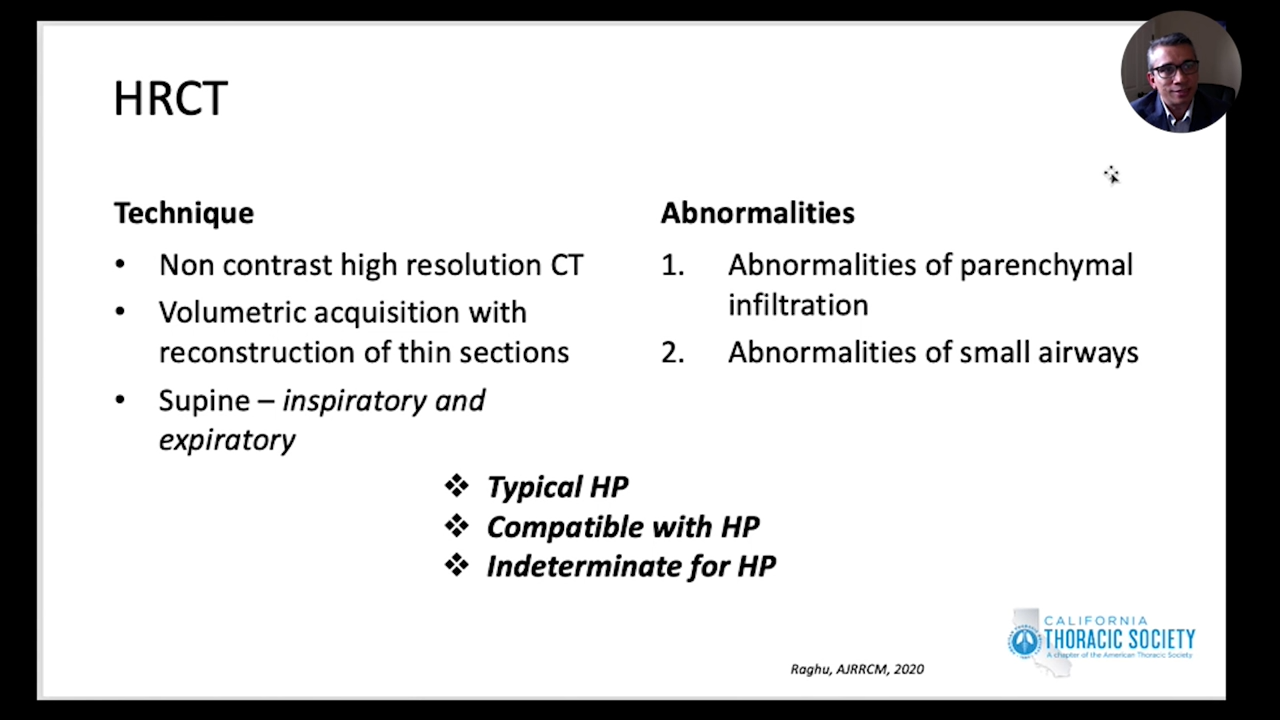 HRCT
Technique
• Non contrast high resolution CT
• Volumetric acquisition with
reconstruction of thin sections
• Supine – inspiratory and
expiratory
Abnormalities
1. Abnormalities of parenchymal
infiltration
2. Abnormalities of small airways
❖ Typical HP
❖ Compatible with HP
❖ Indeterminate for HP
CALIFORNIA
THORACIC SOCIETY
A chapter of the American Thoracic Society
Raghu, AJRRCM, 2020